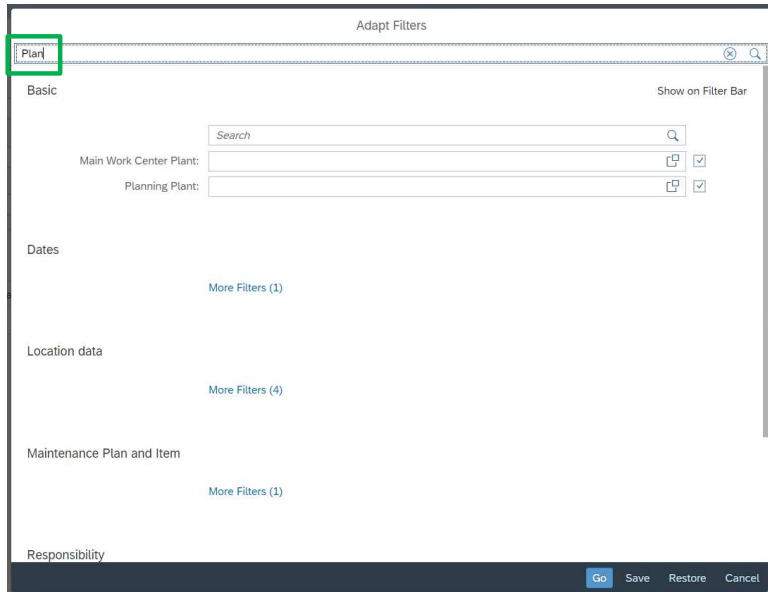 Adapt Filters
Plan
Basic
Show on Filter Bar
Search
Main Work Center Plant:
Planning Plant:
Dates
More Filters (1)
Location data
More Filters (4)
Maintenance Plan and Item
More Filters (1)
Responsibility
Go Save Restore Cancel